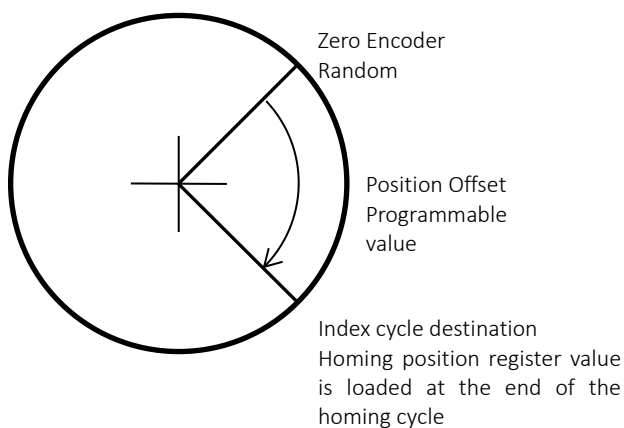 Zero Encoder
Random
Position Offset
Programmable
value
Index cycle destination
Homing position register value
is loaded at the end of the
homing cycle